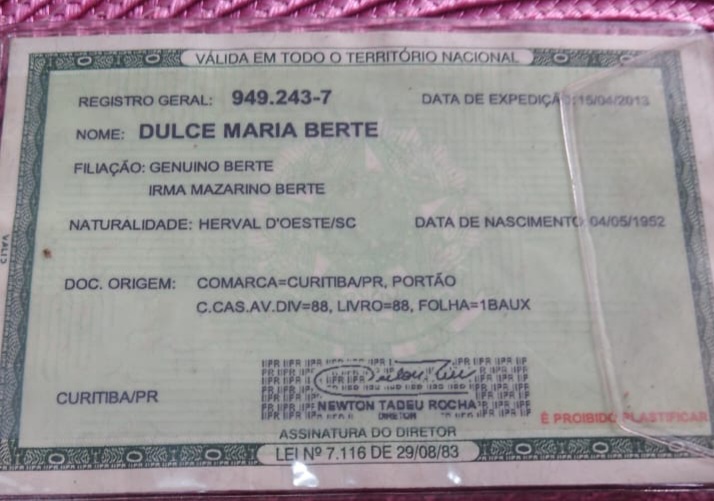 VÁLIDA EM TODO O TERRITÓRIO NACIONAL
REGISTRO GERAL: 949.243-7 DATA DE EXPEDIÇÃO: 15/04/2013
NOME: DULCE MARIA BERTE
FILIAÇÃO: GENUINO BERTE
IRMA MAZARINO BERTE
NATURALIDADE: HERVAL D'OESTE/SC DATA DE NASCIMENTO 04/05/1952
DOC. ORIGEM: COMARCA=CURITIBA/PR, PORTÃO
C.CAS.AV.DIV=88, LIVRO=88, FOLHA=1BAUX
CURITIBA/PR
NEWTON TADEU ROCHA
DIRETOR
É PROIBIDO PLASTIFICAR
ASSINATURA DO DIRETOR
LEI Nº 7.116 DE 29/08/83